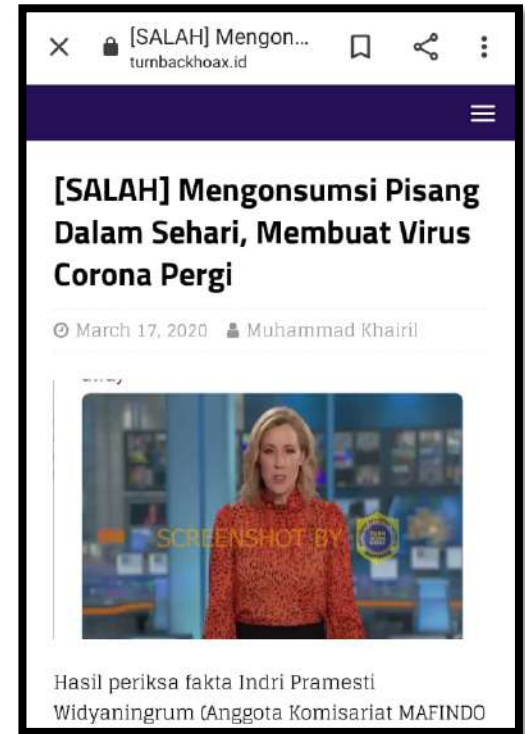 [SALAH] Mengon...
turnbackhoax.id
[SALAH] Mengonsumsi Pisang
Dalam Sehari, Membuat Virus
Corona Pergi
March 17, 2020 Muhammad Khairil
SCREENSHOT BY
Hasil periksa fakta Indri Pramesti
Widyaningrum (Anggota Komisariat MAFINDO